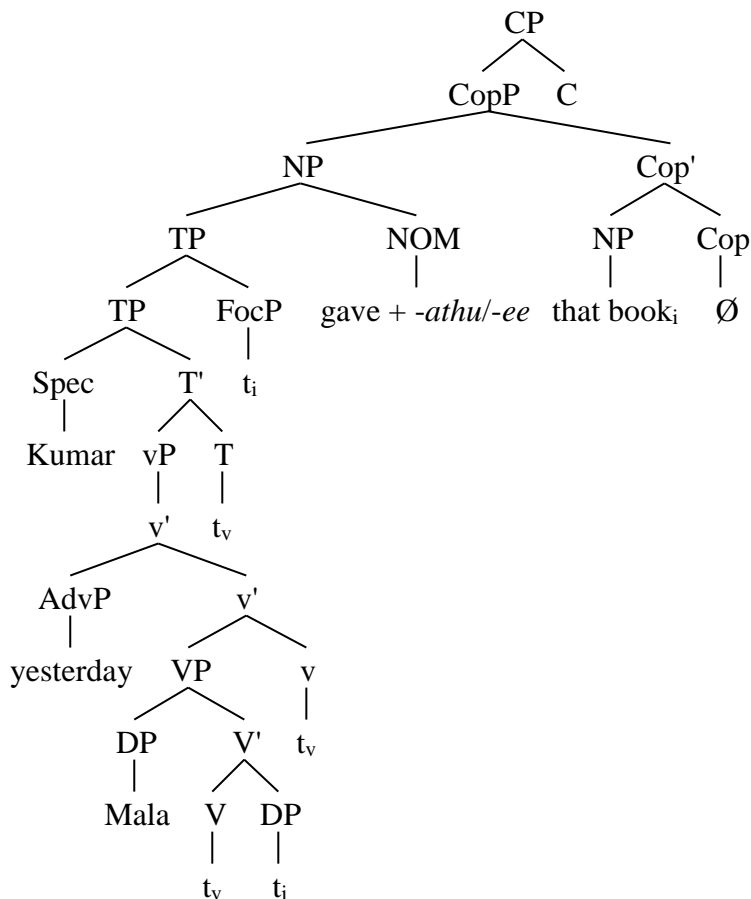 CP
CopP C
NP Cop'
TP NOM NP Cop
TP FocP gave + -athu/-ee that bookᵢ Ø
Spec T' tᵢ
Kumar vP T
v' tᵥ
AdvP v'
yesterday VP v
DP V' tᵥ
Mala V DP
tᵥ tᵢ